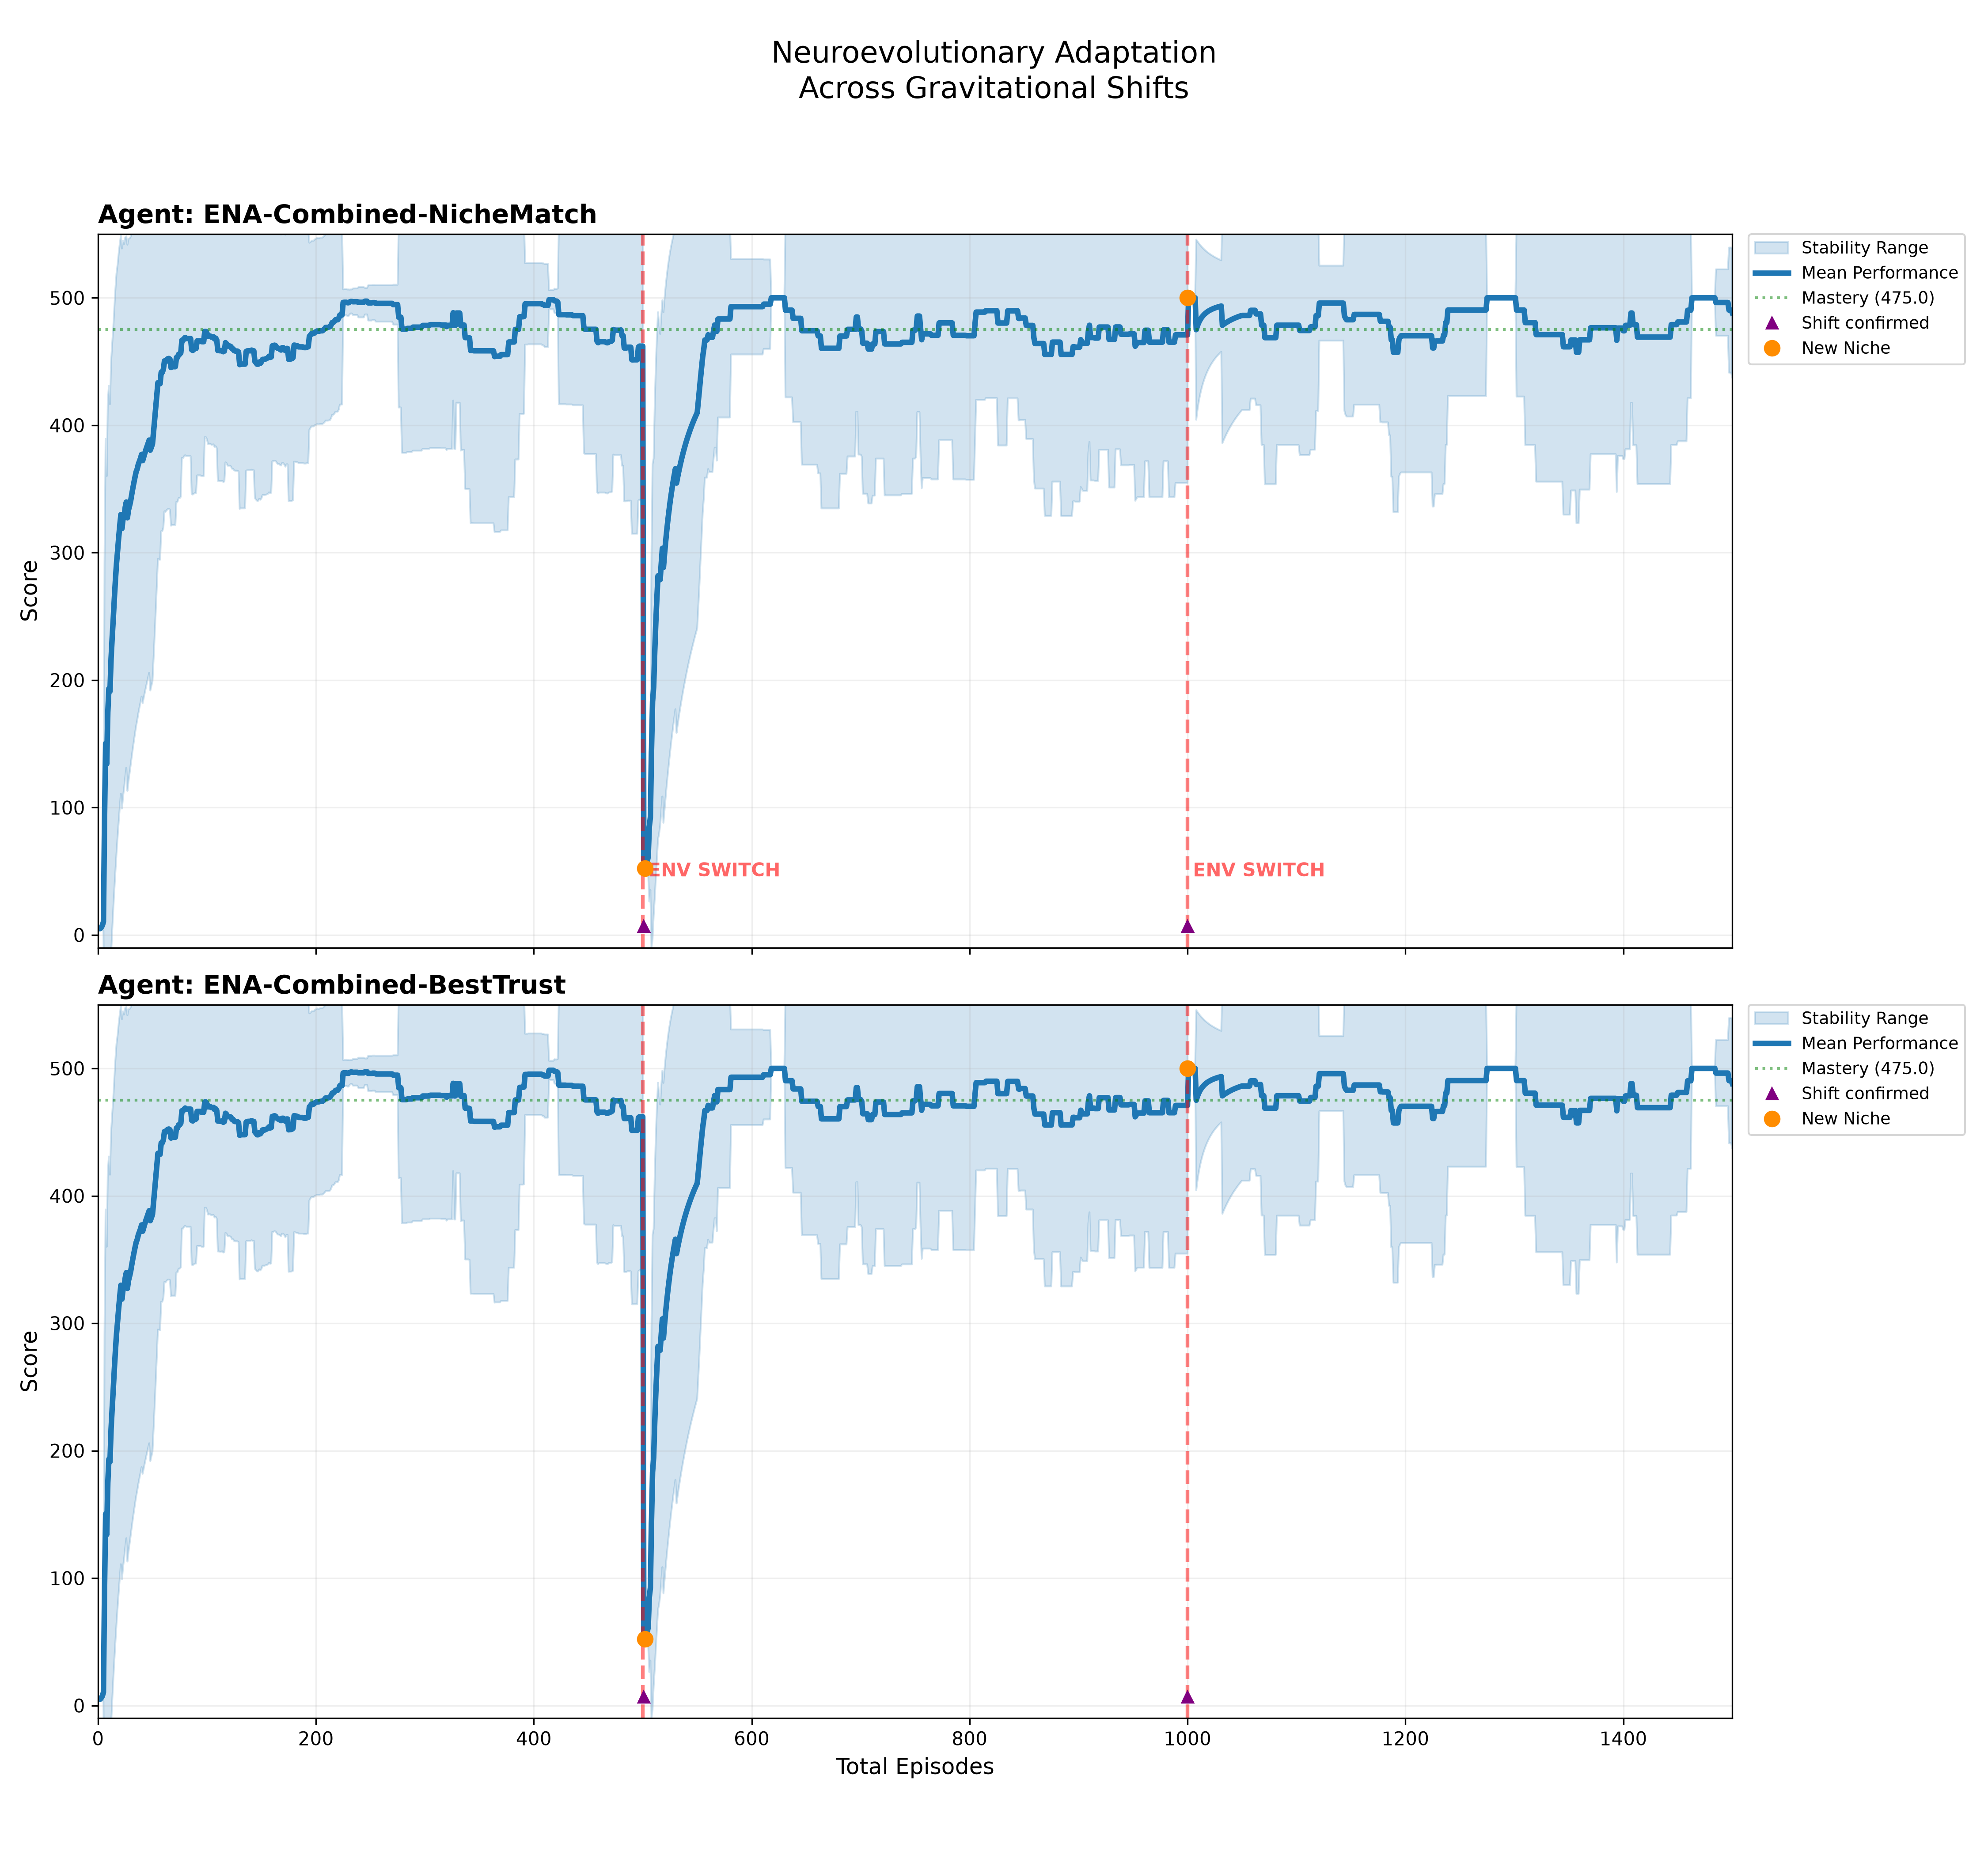 Neuroevolutionary Adaptation
Across Gravitational Shifts
Agent: ENA-Combined-NicheMatch
500
400
300
200
100
0
Score
ENV SWITCH
ENV SWITCH
Stability Range
Mean Performance
Mastery (475.0)
Shift confirmed
New Niche
Agent: ENA-Combined-BestTrust
500
400
300
200
100
0
Score
0
200
400
600
800
1000
1200
1400
Total Episodes
Stability Range
Mean Performance
Mastery (475.0)
Shift confirmed
New Niche